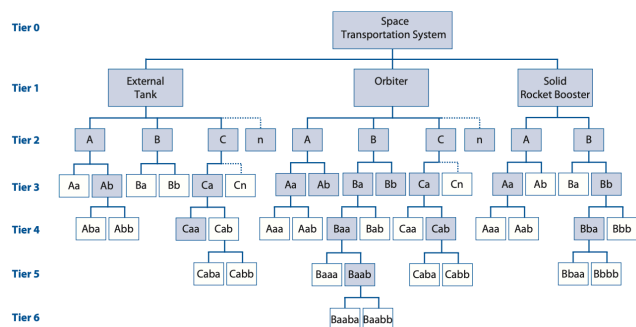 Tier 0
Space
Transportation System
Tier 1
External
Tank
Orbiter
Solid
Rocket Booster
Tier 2
A B C n A B C n A B
Tier 3
Aa Ab Ba Bb Ca Cn Aa Ab Ba Bb Ca Cn Aa Ab Ba Bb
Tier 4
Aba Abb Caa Cab Aaa Aab Baa Bab Caa Cab Aaa Aab Bba Bbb
Tier 5
Caba Cabb Baaa Baab Caba Cabb Bbaa Bbbb
Tier 6
Baaba Baabb